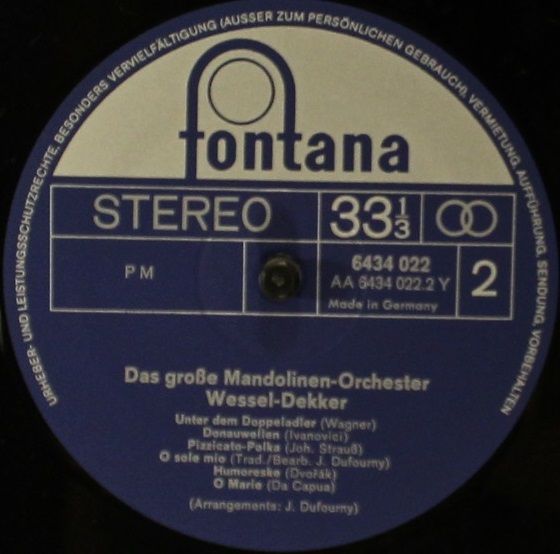 URHEBER- UND LEISTUNGSSCHUTZRECHTE, BESONDERS VERVIELFÄLTIGUNG (AUSSER ZUM PERSÖNLICHEN GEBRAUCH), VERMIETUNG, AUFFÜHRUNG, SENDUNG, VORBEHALTEN
fontana
STEREO 33 1/3
PM
6434 022
AA 6434 022.2 Y
Made in Germany
2
Das große Mandolinen-Orchester
Wessel-Dekker
Unter dem Doppeladler (Wagner)
Donauwellen (Ivanovici)
Pizzicato-Polka (Joh. Strauß)
O sole mio (Trad./Bearb. J. Dufourny)
Humoreske (Dvořák)
O Marie (Da Capua)
(Arrangements: J. Dufourny)